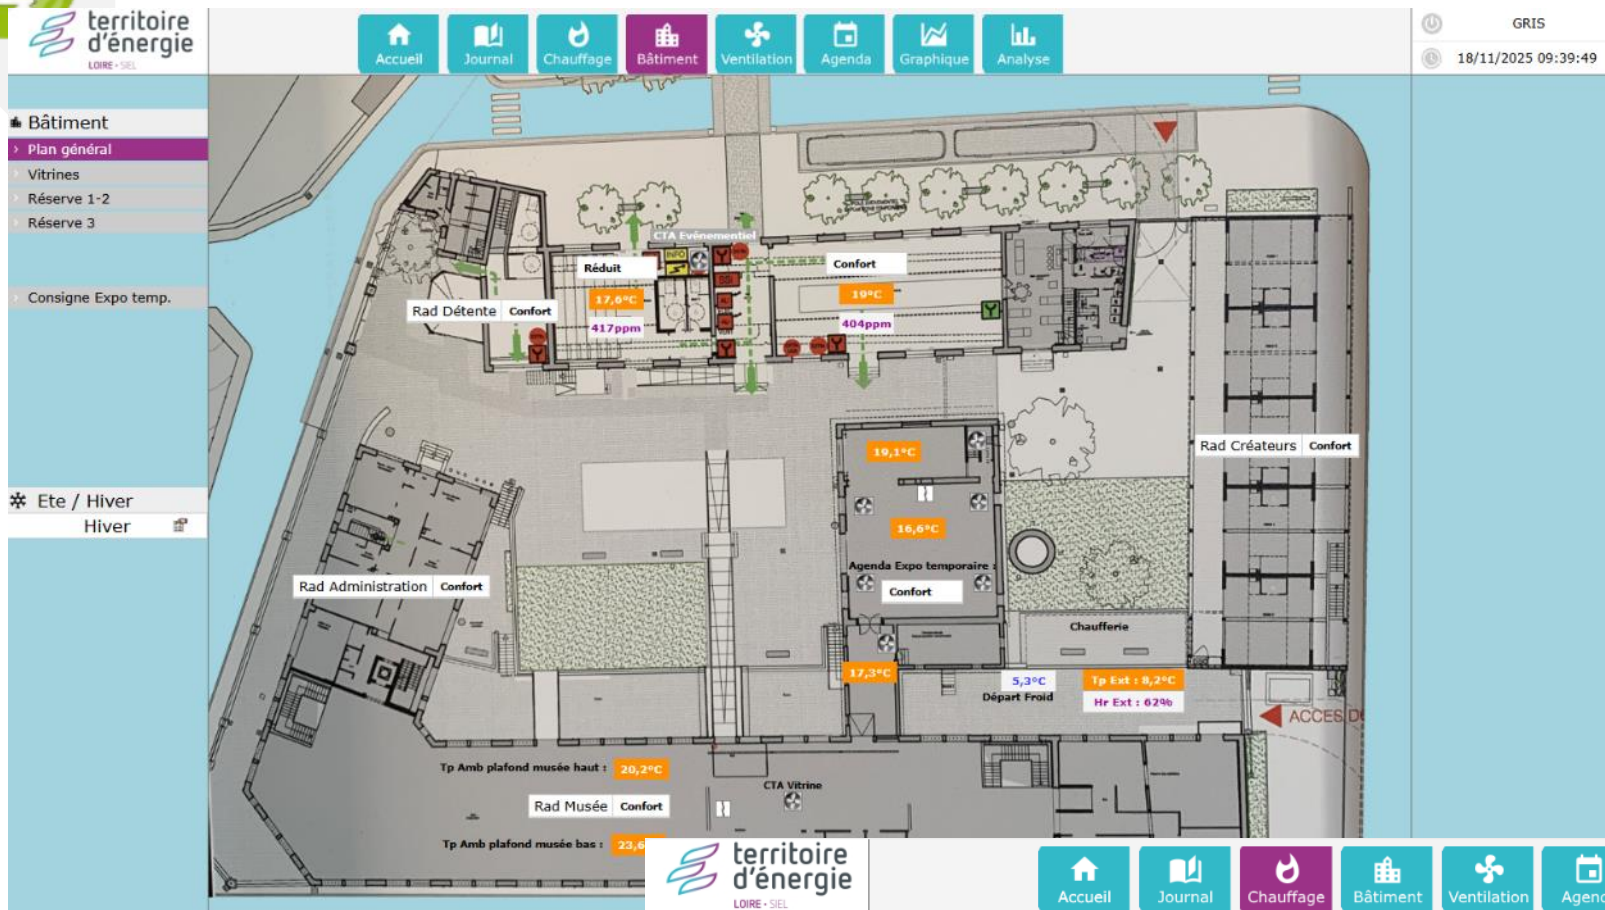 territoire
d'énergie
LOIRE - SIEL
Accueil
Journal
Chauffage
Bâtiment
Ventilation
Agenda
Graphique
Analyse
GRIS
18/11/2025 09:39:49
Bâtiment
Plan général
Vitrines
Réserve 1-2
Réserve 3
Consigne Expo temp.
Ete / Hiver
Hiver
CTA Evénementiel
INFO
Réduit
17,6°C
417ppm
Confort
19°C
404ppm
Rad Détente Confort
19,1°C
Rad Créateurs Confort
16,6°C
Agenda Expo temporaire :
Confort
Rad Administration Confort
Chaufferie
17,3°C
5,3°C
Départ Froid
Tp Ext : 8,2°C
Hr Ext : 62%
ACCES D
Tp Amb plafond musée haut : 20,2°C
CTA Vitrine
Rad Musée Confort
Tp Amb plafond musée bas : 23,6
territoire
d'énergie
LOIRE - SIEL
Accueil
Journal
Chauffage
Bâtiment
Ventilation
Agend